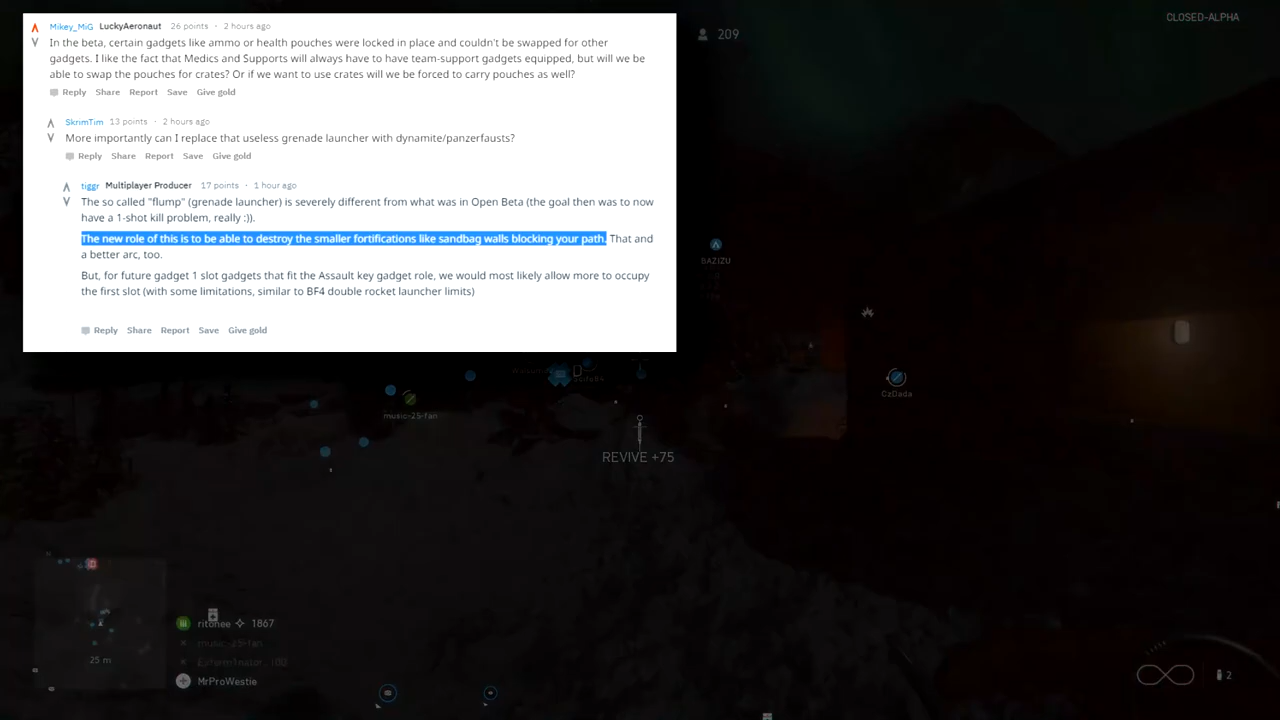 Mikey_MiG LuckyAeronaut 26 points · 2 hours ago
In the beta, certain gadgets like ammo or health pouches were locked in place and couldn't be swapped for other
gadgets. I like the fact that Medics and Supports will always have to have team-support gadgets equipped, but will we be
able to swap the pouches for crates? Or if we want to use crates will we be forced to carry pouches as well?
Reply Share Report Save Give gold
SkrimTim 13 points · 2 hours ago
More importantly can I replace that useless grenade launcher with dynamite/panzerfausts?
Reply Share Report Save Give gold
tiggr Multiplayer Producer 17 points · 1 hour ago
The so called "flump" (grenade launcher) is severely different from what was in Open Beta (the goal then was to now
have a 1-shot kill problem, really :)).
The new role of this is to be able to destroy the smaller fortifications like sandbag walls blocking your path. That and
a better arc, too.
But, for future gadget 1 slot gadgets that fit the Assault key gadget role, we would most likely allow more to occupy
the first slot (with some limitations, similar to BF4 double rocket launcher limits)
Reply Share Report Save Give gold
CLOSED-ALPHA
209
BAZIZU
D
CzDada
music-25-fan
REVIVE +75
25 m
ritonee 1867
music-25-fan
MrProWestie
2